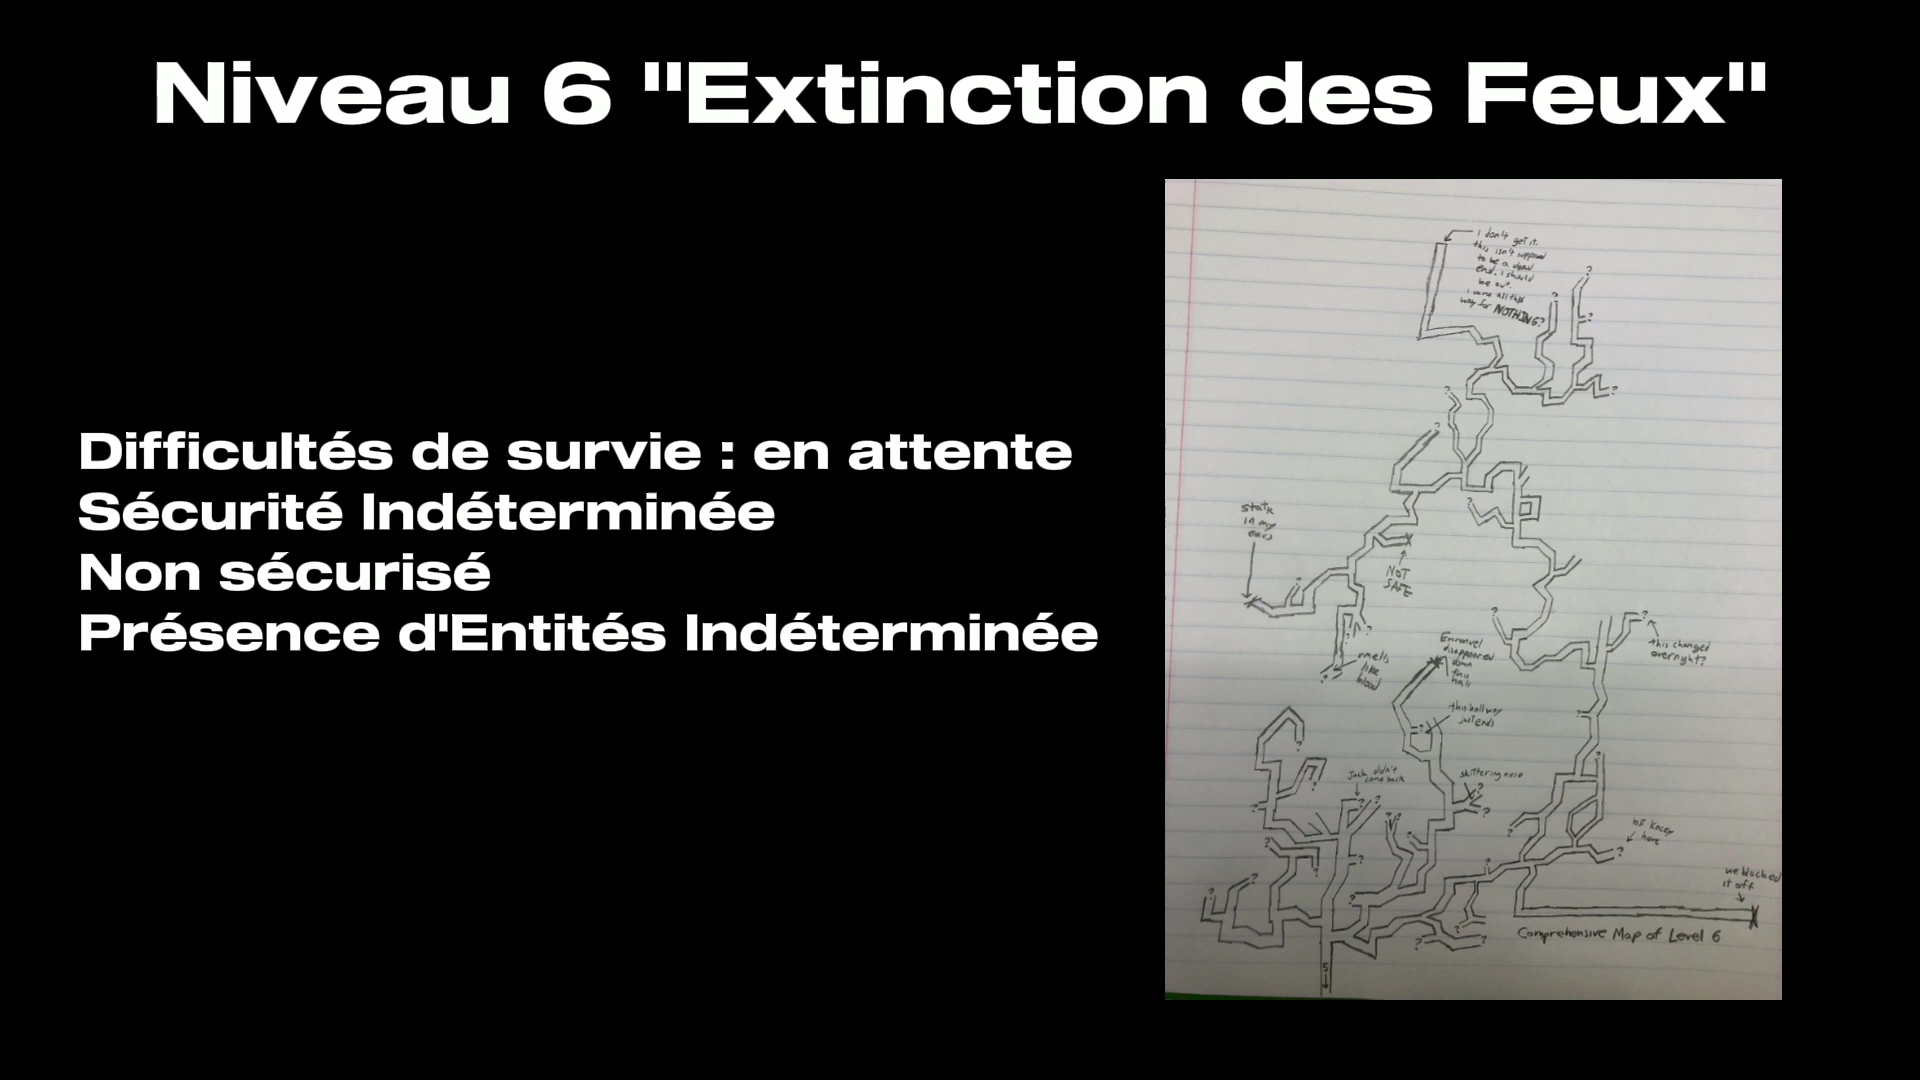 Niveau 6 "Extinction des Feux"
Difficultés de survie : en attente
Sécurité Indéterminée
Non sécurisé
Présence d'Entités Indéterminée
i don't get it.
this isn't supposed
to be a dead
end. i should
be out.
i came all this
way for NOTHING?
static
in my
ears
NOT
SAFE
this changed
overnight?
Emanuel
disappeared
down
this
hall
smells
like
blood
this hallway
just ends
Jack didn't
come back
skittering noise
here
we blocked
it off
Comprehensive Map of Level 6
5